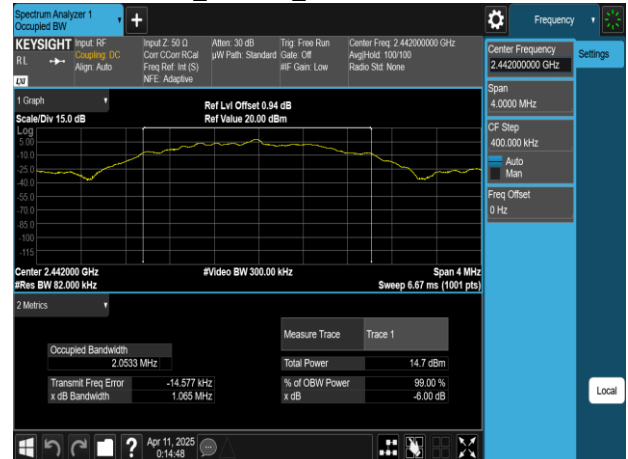 Spectrum Analyzer 1
Occupied BW
Frequency
KEYSIGHT
RL
LXI
Input: RF
Coupling: DC
Align: Auto
Input Z: 50 Ω
Corr CCorr RCal
Freq Ref: Int (S)
NFE: Adaptive
Atten: 30 dB
µW Path: Standard
Trig: Free Run
Gate: Off
#IF Gain: Low
Center Freq: 2.442000000 GHz
Avg|Hold: 100/100
Radio Std: None
Center Frequency
2.442000000 GHz
Settings
Span
4.0000 MHz
CF Step
400.000 kHz
Auto
Man
Freq Offset
0 Hz
Local
1 Graph
Scale/Div 15.0 dB
Ref Lvl Offset 0.94 dB
Ref Value 20.00 dBm
Log
5.00
-10.0
-25.0
-40.0
-55.0
-70.0
-85.0
-100
-115
Center 2.442000 GHz
#Video BW 300.00 kHz
Span 4 MHz
#Res BW 82.000 kHz
Sweep 6.67 ms (1001 pts)
2 Metrics
Measure Trace Trace 1
Occupied Bandwidth
2.0533 MHz
Total Power 14.7 dBm
Transmit Freq Error -14.577 kHz
% of OBW Power 99.00 %
x dB Bandwidth 1.065 MHz
x dB -6.00 dB
Apr 11, 2025
0:14:48